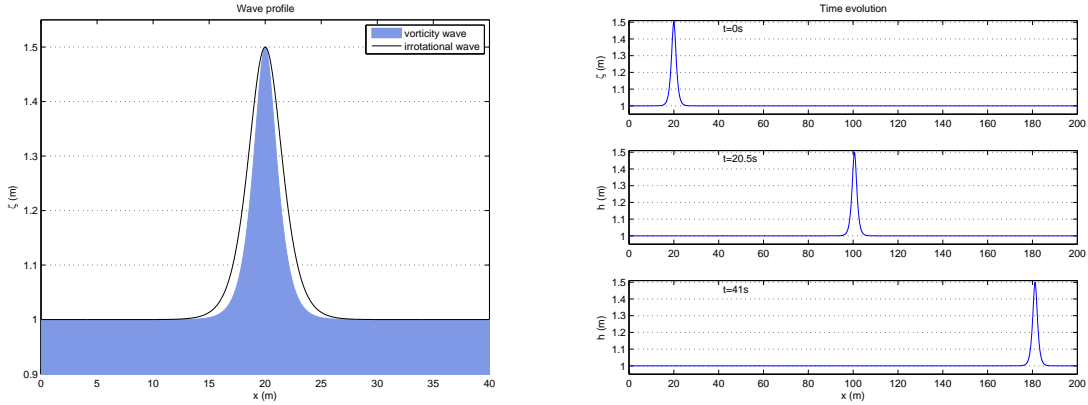 Wave profile
vorticity wave
irrotational wave
1.5
1.4
1.3
1.2
1.1
1
0.9
ζ (m)
0 5 10 15 20 25 30 35 40
x (m)
Time evolution
t=0s
1.5
1.4
1.3
1.2
1.1
1
ζ (m)
0 20 40 60 80 100 120 140 160 180 200
t=20.5s
1.5
1.4
1.3
1.2
1.1
1
h (m)
0 20 40 60 80 100 120 140 160 180 200
t=41s
1.5
1.4
1.3
1.2
1.1
1
h (m)
0 20 40 60 80 100 120 140 160 180 200
x (m)